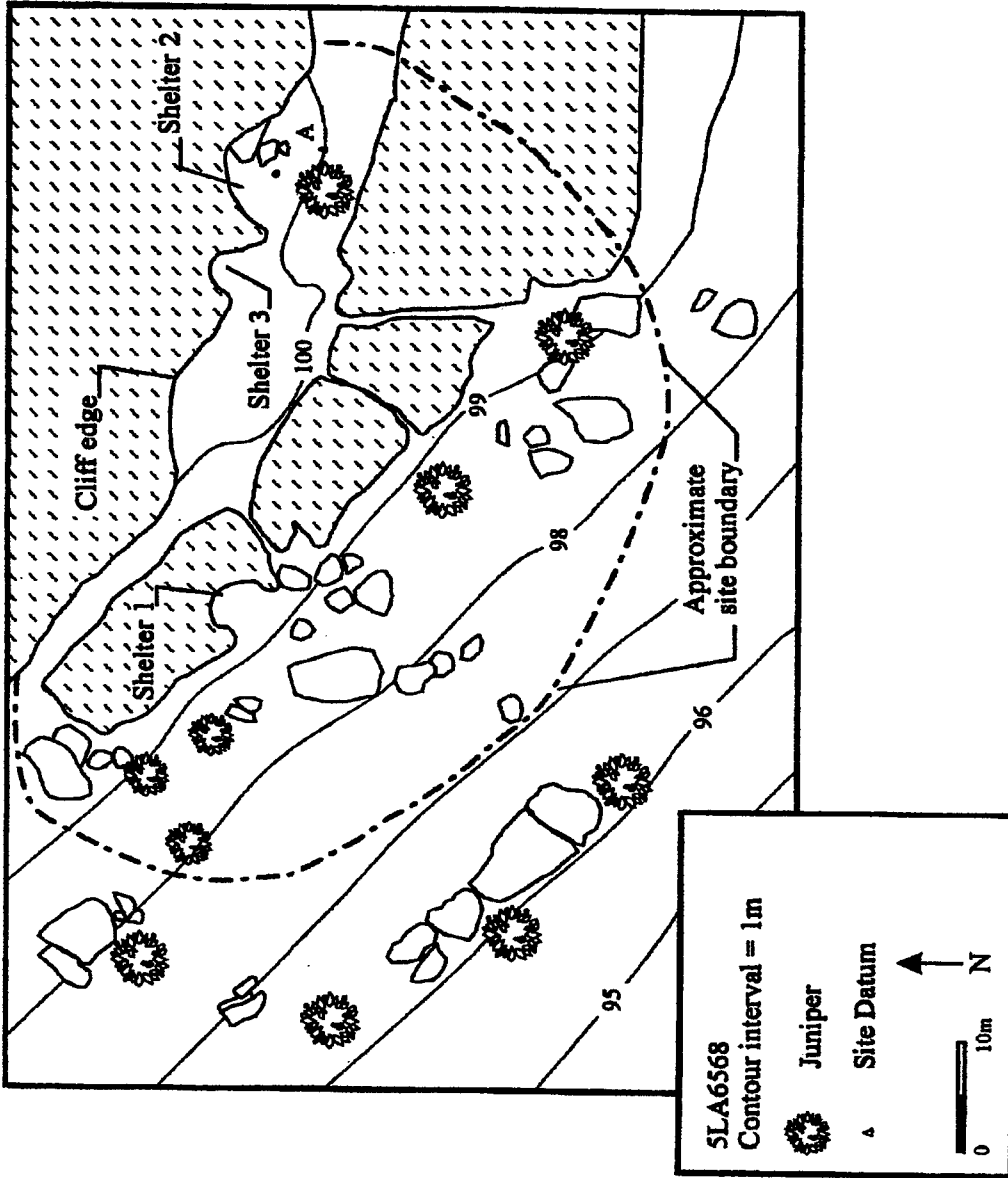 Cliff edge
Shelter 2
A
Shelter 3
Shelter 1
100
99
98
96
95
Approximate
site boundary
5LA6568
Contour interval = 1m
Juniper
Site Datum
N
0
10m